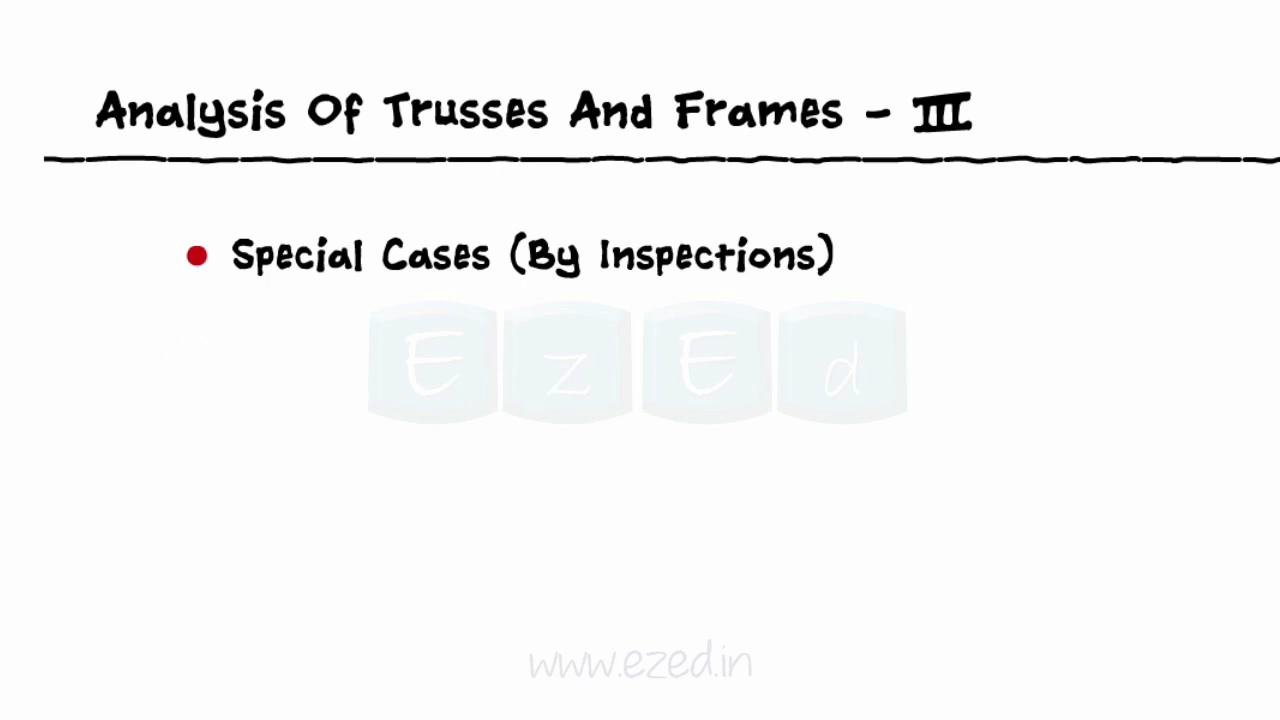 Analysis Of Trusses And Frames - III
Special Cases (By Inspections)
E z E d
www.ezed.in